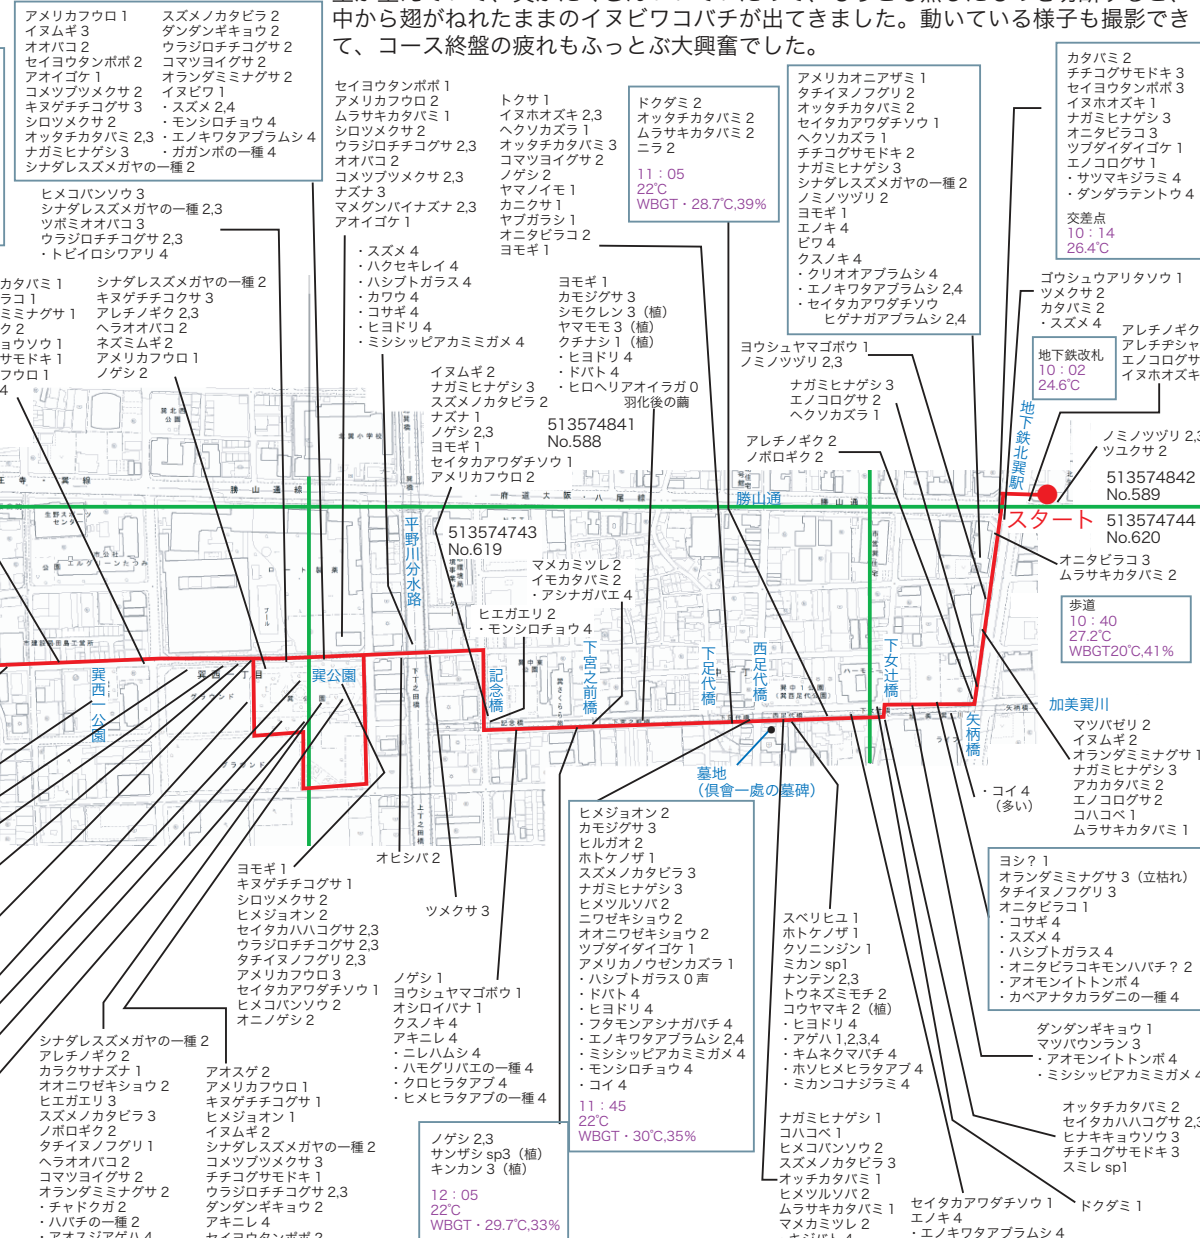 中から翅がねれたままのイヌビワコバチが出てきました。動いている様子も撮影でき
て、コース終盤の疲れもふっとぶ大興奮でした。
アメリカフウロ 1
イヌムギ 3
オオバコ 2
セイヨウタンポポ 2
アオイゴケ 1
コメツブツメクサ 2
キヌゲチチコグサ 3
シロツメクサ 2
オッタチカタバミ 2,3
ナガミヒナゲシ 3
シナダレスズメガヤの一種 2
スズメノカタビラ 2
ダンダンギキョウ 2
ウラジロチチコグサ 2
コマツヨイグサ 2
オランダミミナグサ 2
イヌビワ 1
・スズメ 2,4
・モンシロチョウ 4
・エノキワタアブラムシ 4
・ガガンボの一種 4
ヒメコバンソウ 3
シナダレスズメガヤの一種 2,3
ツボミオオバコ 3
ウラジロチチコグサ 2,3
・トビイロシワアリ 4
カタバミ 1
ラコ 1
ミミナグサ 1
ク 2
ョウソウ 1
サモドキ 1
フウロ 1
4
シナダレスズメガヤの一種 2
キヌゲチチコクサ 3
アレチノギク 2,3
ヘラオオバコ 2
ネズミムギ 2
アメリカフウロ 1
ノゲシ 2
セイヨウタンポポ 1
アメリカフウロ 2
ムラサキカタバミ 1
シロツメクサ 2
ウラジロチチコグサ 2,3
オオバコ 2
コメツブツメクサ 2,3
ナズナ 3
マメグンバイナズナ 2,3
アオイゴケ 1
・スズメ 4
・ハクセキレイ 4
・ハシブトガラス 4
・カワウ 4
・コサギ 4
・ヒヨドリ 4
・ミシシッピアカミミガメ 4
トクサ 1
イヌホオズキ 2,3
ヘクソカズラ 1
オッタチカタバミ 3
コマツヨイグサ 2
ノゲシ 2
ヤマノイモ 1
カニクサ 1
ヤブガラシ 1
オニタビラコ 2
ヨモギ 1
ドクダミ 2
オッタチカタバミ 2
ムラサキカタバミ 2
ニラ 2
11：05
22℃
WBGT・28.7℃,39%
ヨモギ 1
カモジグサ 3
シモクレン 3（植）
ヤマモモ 3（植）
クチナシ 1（植）
・ヒヨドリ 4
・ドバト 4
・ヒロヘリアオイラガ 0
羽化後の繭
イヌムギ 2
ナガミヒナゲシ 3
スズメノカタビラ 2
ナズナ 1
ノゲシ 2,3
ヨモギ 1
セイタカアワダチソウ 1
アメリカフウロ 2
513574841
No.588
アメリカオニアザミ 1
タチイヌノフグリ 2
オッタチカタバミ 2
セイタカアワダチソウ 1
ヘクソカズラ 1
チチコグサモドキ 2
ナガミヒナゲシ 3
シナダレスズメガヤの一種 2
ノミノツヅリ 2
ヨモギ 1
エノキ 4
ビワ 4
クスノキ 4
・クリオオアブラムシ 4
・エノキワタアブラムシ 2,4
・セイタカアワダチソウ
ヒゲナガアブラムシ 2,4
ヨウシュヤマゴボウ 1
ノミノツヅリ 2,3
ナガミヒナゲシ 3
エノコログサ 2
ヘクソカズラ 1
アレチノギク 2
ノボロギク 2
カタバミ 2
チチコグサモドキ 3
セイヨウタンポポ 3
イヌホオズキ 1
ナガミヒナゲシ 3
オニタビラコ 3
ツブダイダイゴケ 1
エノコログサ 1
・サツマキジラミ 4
・ダンダラテントウ 4
交差点
10：14
26.4℃
ゴウシュウアリタソウ 1
ツメクサ 2
カタバミ 2
・スズメ 4
地下鉄改札
10：02
24.6℃
アレチノギク
アレチヂシャ
エノコログサ
イヌホオズキ
地下鉄北巽駅
ノミノツヅリ 2,3
ツユクサ 2
513574842
No.589
スタート
513574744
No.620
オニタビラコ 3
ムラサキカタバミ 2
歩道
10：40
27.2℃
WBGT20℃,41%
勝山通
勝山通線
府道大阪・八尾線
巽小学校
平野川分水路
513574743
No.619
マメカミツレ 2
イモカタバミ 2
・アシナガバエ 4
ヒエガエリ 2
・モンシロチョウ 4
巽西一公園
巽公園
記念橋
下宮之前橋
下足代橋
西足代橋
下女辻橋
矢柄橋
加美巽川
墓地
（倶會一處の墓碑）
マツバゼリ 2
イヌムギ 2
オランダミミナグサ 1
ナガミヒナゲシ 3
アカカタバミ 2
エノコログサ2
コハコベ 1
ムラサキカタバミ 1
・コイ 4
（多い）
オヒシバ 2
ツメクサ 3
ヨモギ 1
キヌゲチチコグサ 1
シロツメクサ 2
ヒメジョオン 2
セイタカハハコグサ 2,3
ウラジロチチコグサ 2,3
タチイヌノフグリ 2,3
アメリカフウロ 3
セイタカアワダチソウ 1
ヒメコバンソウ 2
オニノゲシ 2
ノゲシ 1
ヨウシュヤマゴボウ 1
オシロイバナ 1
クスノキ 4
アキニレ 4
・ニレハムシ 4
・ハモグリバエの一種 4
・クロヒラタアブ 4
・ヒメヒラタアブの一種 4
ヒメジョオン 2
カモジグサ 3
ヒルガオ 2
ホトケノザ 1
スズメノカタビラ 3
ナガミヒナゲシ 3
ヒメツルソバ 2
ニワゼキショウ 2
オオニワゼキショウ 2
ツブダイダイゴケ 1
アメリカノウゼンカズラ 1
・ハシブトガラス 0 声
・ドバト 4
・ヒヨドリ 4
・フタモンアシナガバチ 4
・エノキワタアブラムシ 2,4
・ミシシッピアカミミガメ 4
・モンシロチョウ 4
・コイ 4
11：45
22℃
WBGT・30℃,35%
スベリヒユ 1
ホトケノザ 1
クソニンジン 1
ミカン sp1
ナンテン 2,3
トウネズミモチ 2
コウヤマキ 2（植）
・ヒヨドリ 4
・アゲハ 1,2,3,4
・キムネクマバチ 4
・ホソヒメヒラタアブ 4
・ミカンコナジラミ 4
ヨシ？ 1
オランダミミナグサ 3（立枯れ）
タチイヌノフグリ 3
オニタビラコ 1
・コサギ 4
・スズメ 4
・ハシブトガラス 4
・オニタビラコキモンハバチ？ 2
・アオモンイトトンボ 4
・カベアナタカラダニの一種 4
ダンダンギキョウ 1
マツバウンラン 3
・アオモンイトトンボ 4
・ミシシッピアカミミガメ 4
オッタチカタバミ 2
セイタカハハコグサ 2,3
ヒナキキョウソウ 3
チチコグサモドキ 3
スミレ sp1
シナダレスズメガヤの一種 2
アレチノギク 2
カラクサナズナ 1
オオニワゼキショウ 2
ヒエガエリ 3
スズメノカタビラ 3
ノボロギク 2
タチイヌノフグリ 1
ヘラオオバコ 2
コマツヨイグサ 2
オランダミミナグサ 2
・チャドクガ 2
・ハバチの一種 2
・アオスジアゲハ 4
アオスゲ 2
アメリカフウロ 1
キヌゲチチコグサ 1
ヒメジョオン 1
イヌムギ 2
シナダレスズメガヤの一種 2
コメツブツメクサ 3
チチコグサモドキ 1
ウラジロチチコグサ 2,3
ダンダンギキョウ 2
アキニレ 4
セイヨウタンポポ 2
ノゲシ 2,3
サンザシ sp3（植）
キンカン 3（植）
12：05
22℃
WBGT・29.7℃,33%
ナガミヒナゲシ 1
コハコベ 1
ヒメコバンソウ 2
スズメノカタビラ 3
オッチカタバミ 1
ヒメツルソバ 2
ムラサキカタバミ 1
マメカミツレ 2
・キジバト 4
セイタカアワダチソウ 1
エノキ 4
・エノキワタアブラムシ 4
ドクダミ 1